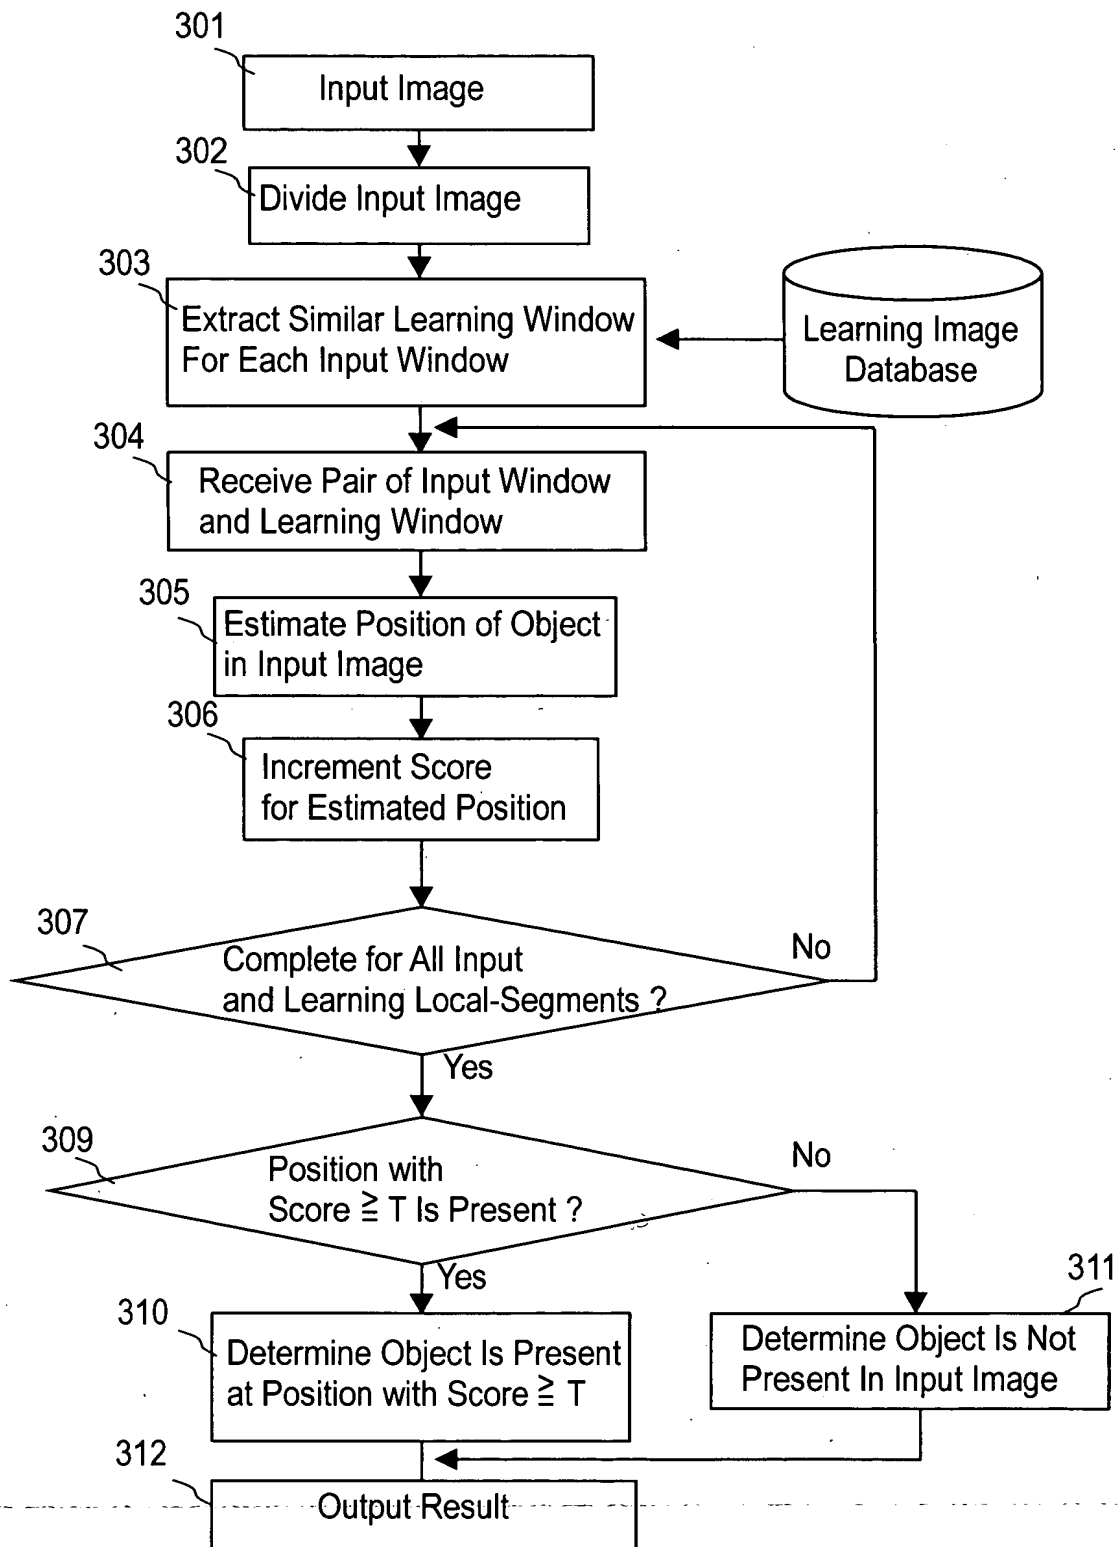 301
Input Image
302
Divide Input Image
303
Extract Similar Learning Window
For Each Input Window
Learning Image
Database
304
Receive Pair of Input Window
and Learning Window
305
Estimate Position of Object
in Input Image
306
Increment Score
for Estimated Position
307
Complete for All Input
and Learning Local-Segments ?
No
Yes
309
Position with
Score ≧ T Is Present ?
No
Yes
310
Determine Object Is Present
at Position with Score ≧ T
311
Determine Object Is Not
Present In Input Image
312
Output Result